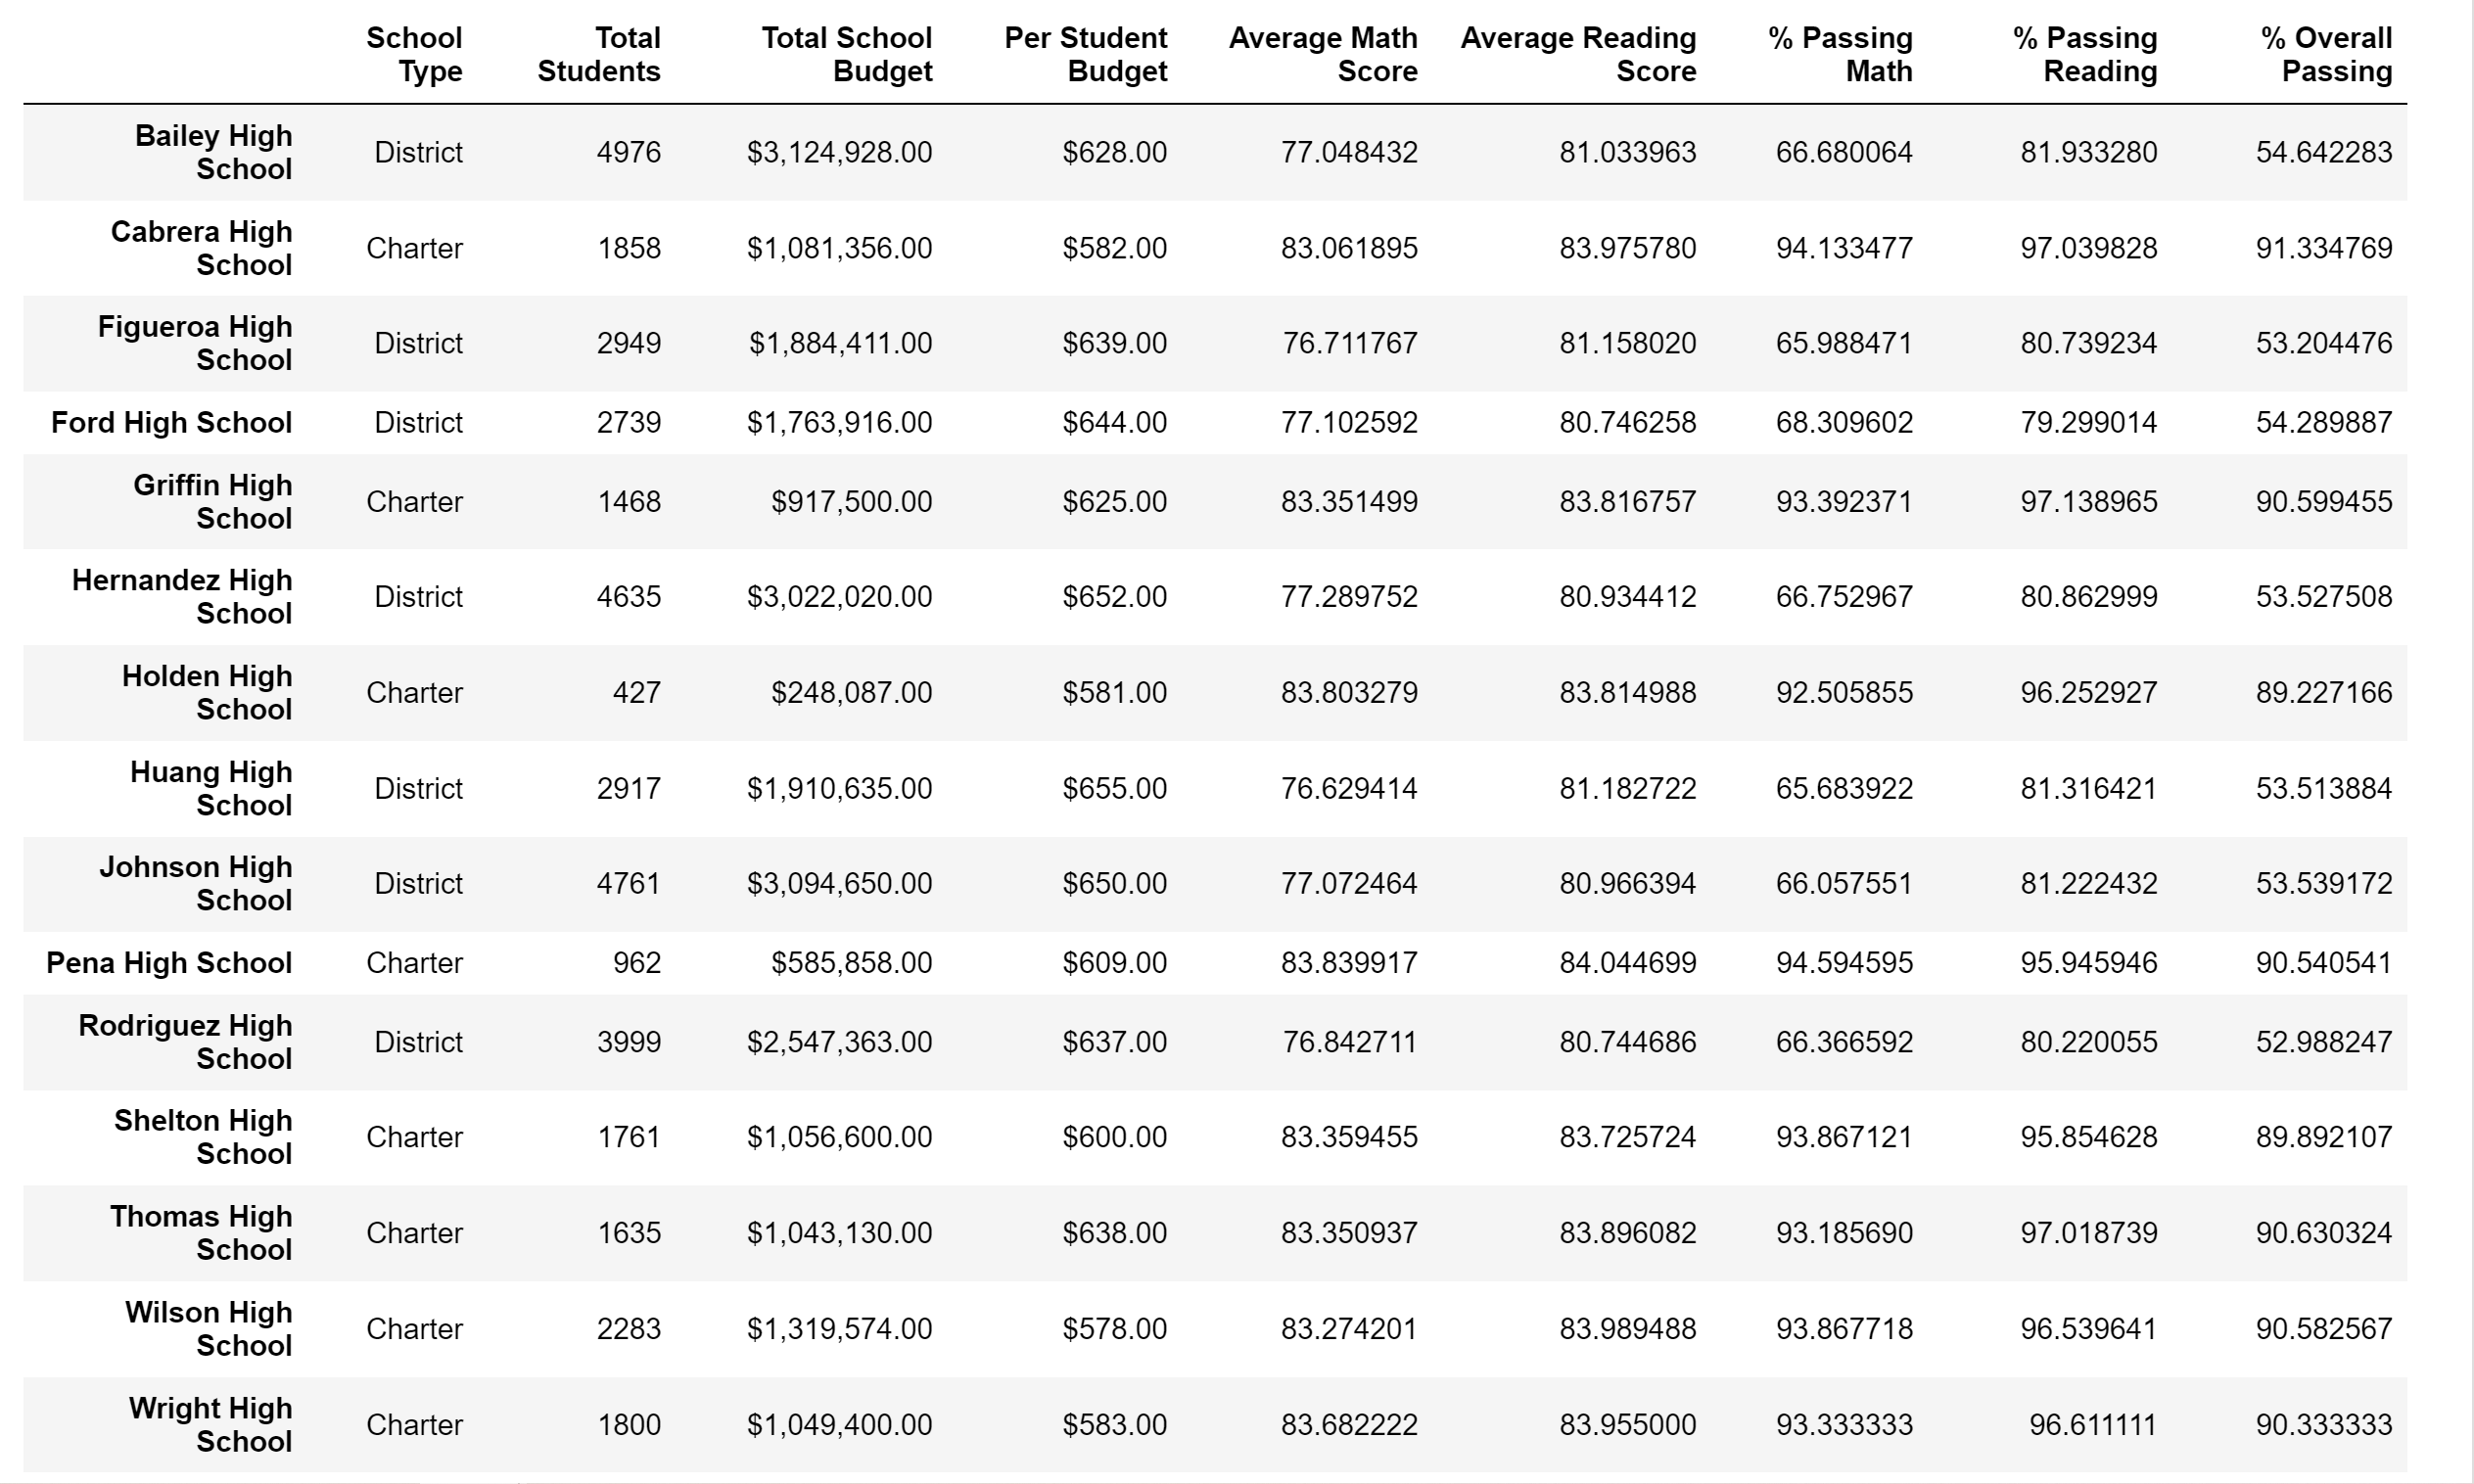 School Type Total Students Total School Budget Per Student Budget Average Math Score Average Reading Score % Passing Math % Passing Reading % Overall Passing
Bailey High School District 4976 $3,124,928.00 $628.00 77.048432 81.033963 66.680064 81.933280 54.642283
Cabrera High School Charter 1858 $1,081,356.00 $582.00 83.061895 83.975780 94.133477 97.039828 91.334769
Figueroa High School District 2949 $1,884,411.00 $639.00 76.711767 81.158020 65.988471 80.739234 53.204476
Ford High School District 2739 $1,763,916.00 $644.00 77.102592 80.746258 68.309602 79.299014 54.289887
Griffin High School Charter 1468 $917,500.00 $625.00 83.351499 83.816757 93.392371 97.138965 90.599455
Hernandez High School District 4635 $3,022,020.00 $652.00 77.289752 80.934412 66.752967 80.862999 53.527508
Holden High School Charter 427 $248,087.00 $581.00 83.803279 83.814988 92.505855 96.252927 89.227166
Huang High School District 2917 $1,910,635.00 $655.00 76.629414 81.182722 65.683922 81.316421 53.513884
Johnson High School District 4761 $3,094,650.00 $650.00 77.072464 80.966394 66.057551 81.222432 53.539172
Pena High School Charter 962 $585,858.00 $609.00 83.839917 84.044699 94.594595 95.945946 90.540541
Rodriguez High School District 3999 $2,547,363.00 $637.00 76.842711 80.744686 66.366592 80.220055 52.988247
Shelton High School Charter 1761 $1,056,600.00 $600.00 83.359455 83.725724 93.867121 95.854628 89.892107
Thomas High School Charter 1635 $1,043,130.00 $638.00 83.350937 83.896082 93.185690 97.018739 90.630324
Wilson High School Charter 2283 $1,319,574.00 $578.00 83.274201 83.989488 93.867718 96.539641 90.582567
Wright High School Charter 1800 $1,049,400.00 $583.00 83.682222 83.955000 93.333333 96.611111 90.333333